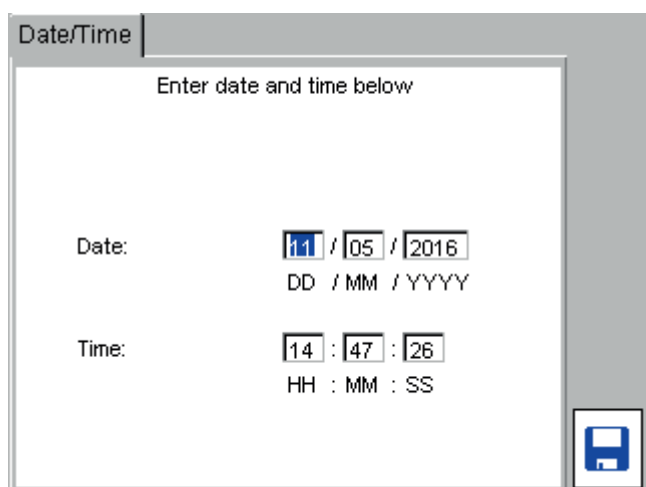 Date/Time
Enter date and time below
Date: 11 / 05 / 2016
DD / MM / YYYY
Time: 14 : 47 : 26
HH : MM : SS